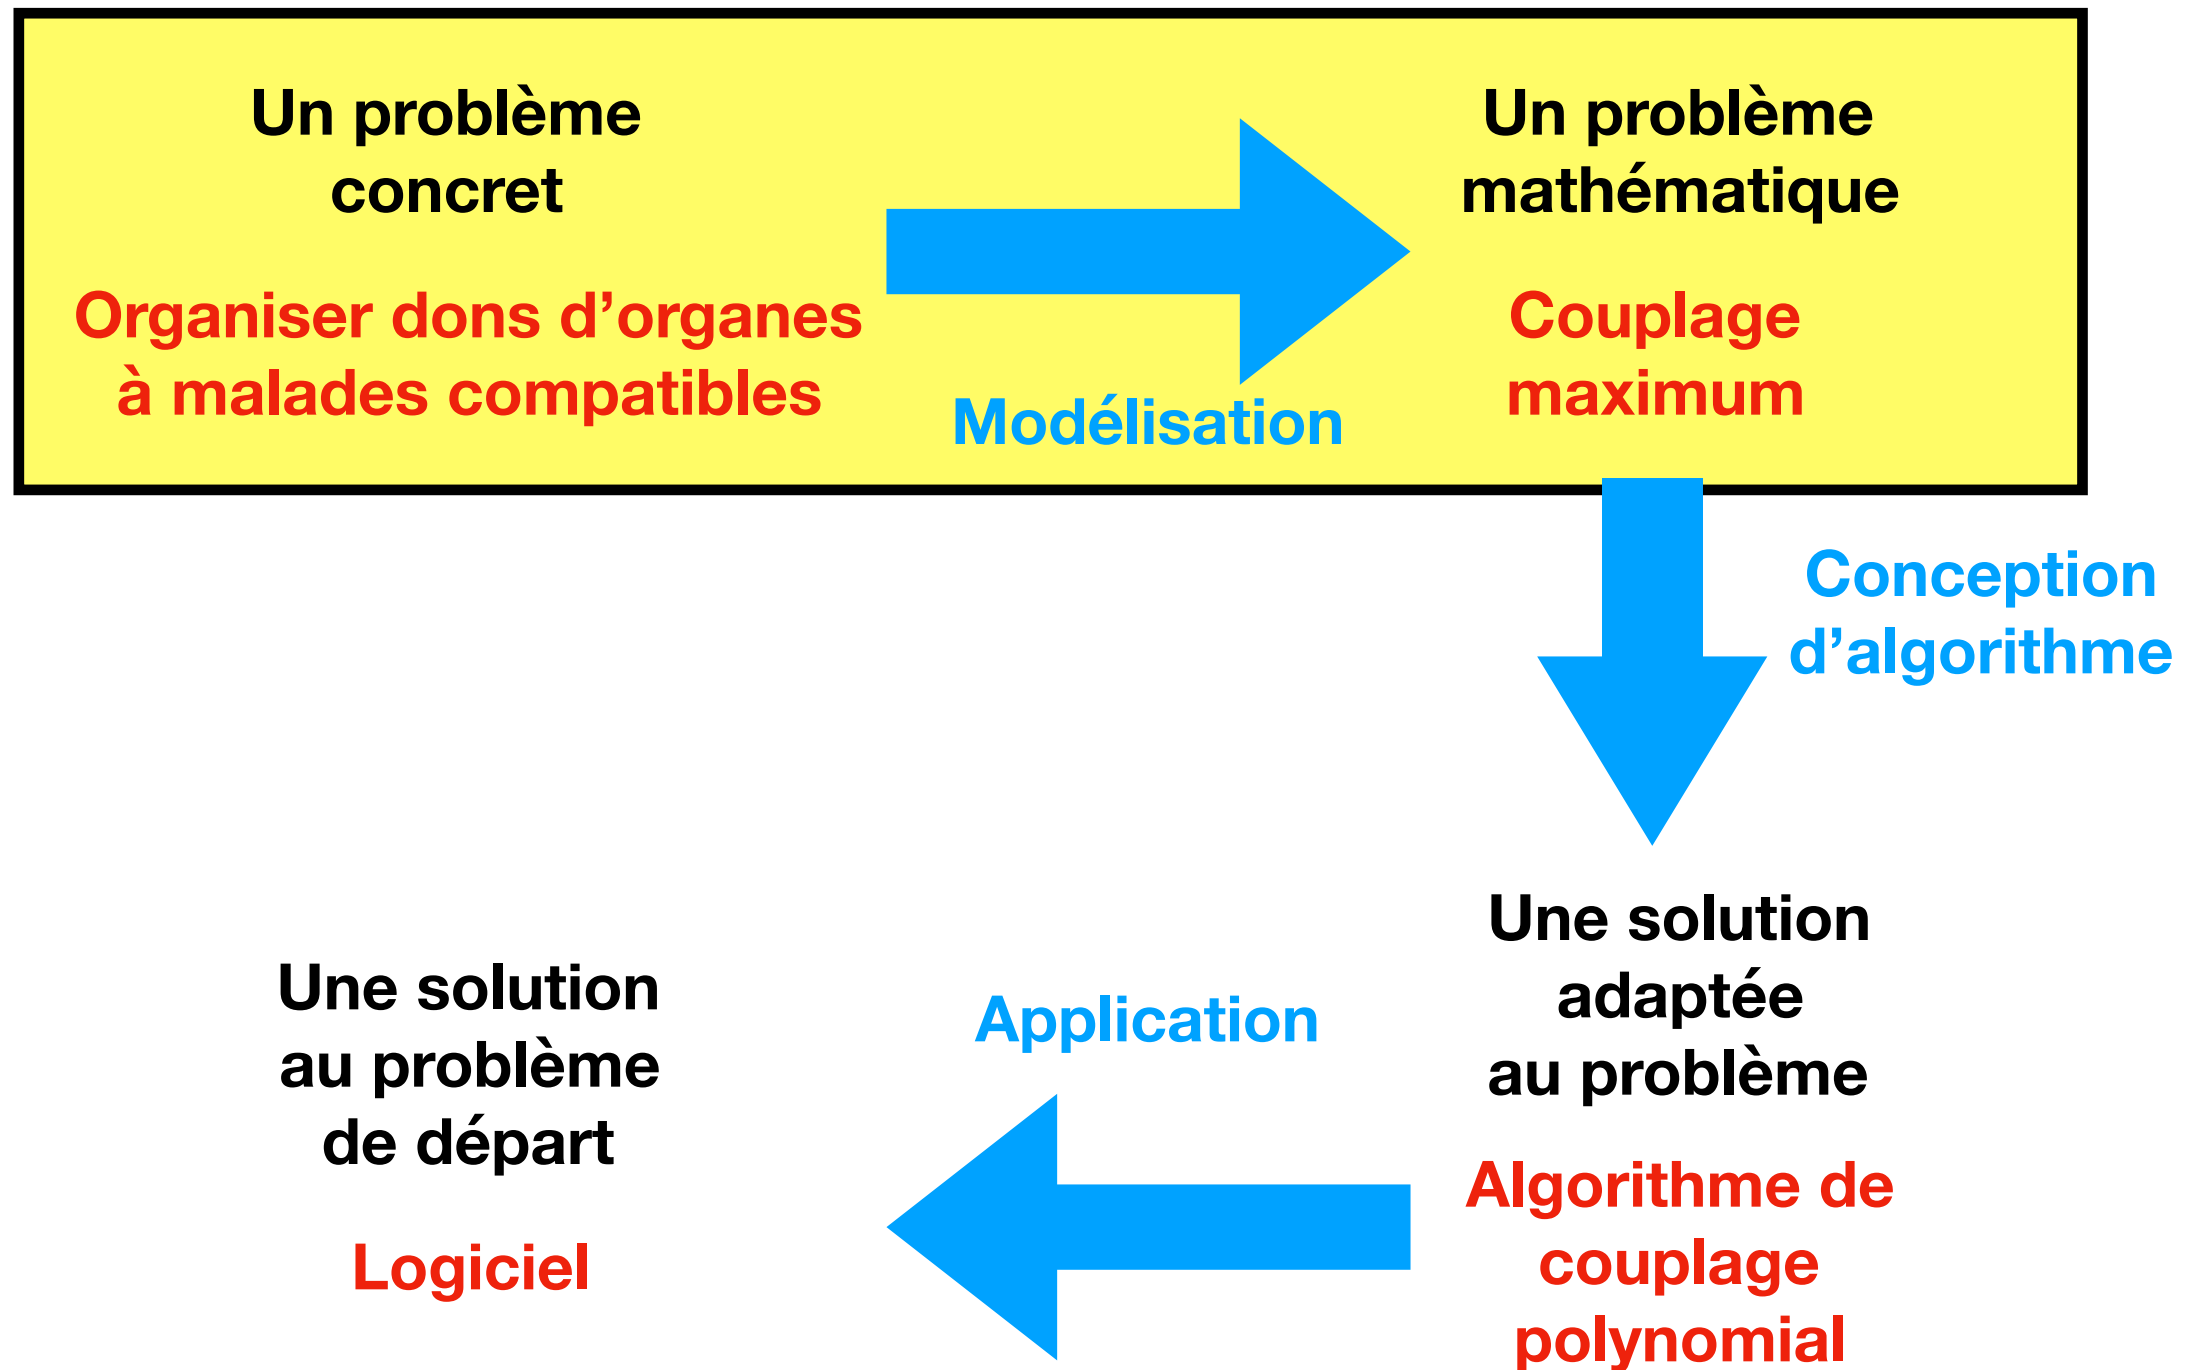 Un problème
concret
Organiser dons d’organes
à malades compatibles
Modélisation
Un problème
mathématique
Couplage
maximum
Conception
d’algorithme
Une solution
adaptée
au problème
Algorithme de
couplage
polynomial
Application
Une solution
au problème
de départ
Logiciel